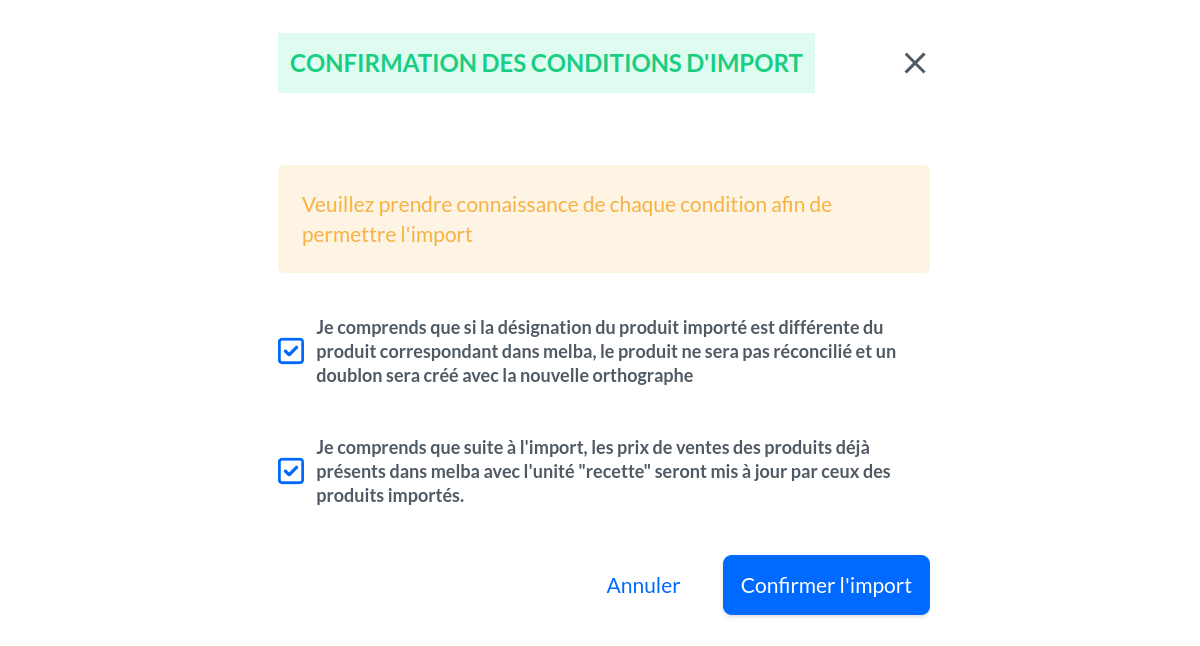 CONFIRMATION DES CONDITIONS D'IMPORT
Veuillez prendre connaissance de chaque condition afin de
permettre l'import
Je comprends que si la désignation du produit importé est différente du
produit correspondant dans melba, le produit ne sera pas réconcilié et un
doublon sera créé avec la nouvelle orthographe
Je comprends que suite à l'import, les prix de ventes des produits déjà
présents dans melba avec l'unité "recette" seront mis à jour par ceux des
produits importés.
Annuler
Confirmer l'import